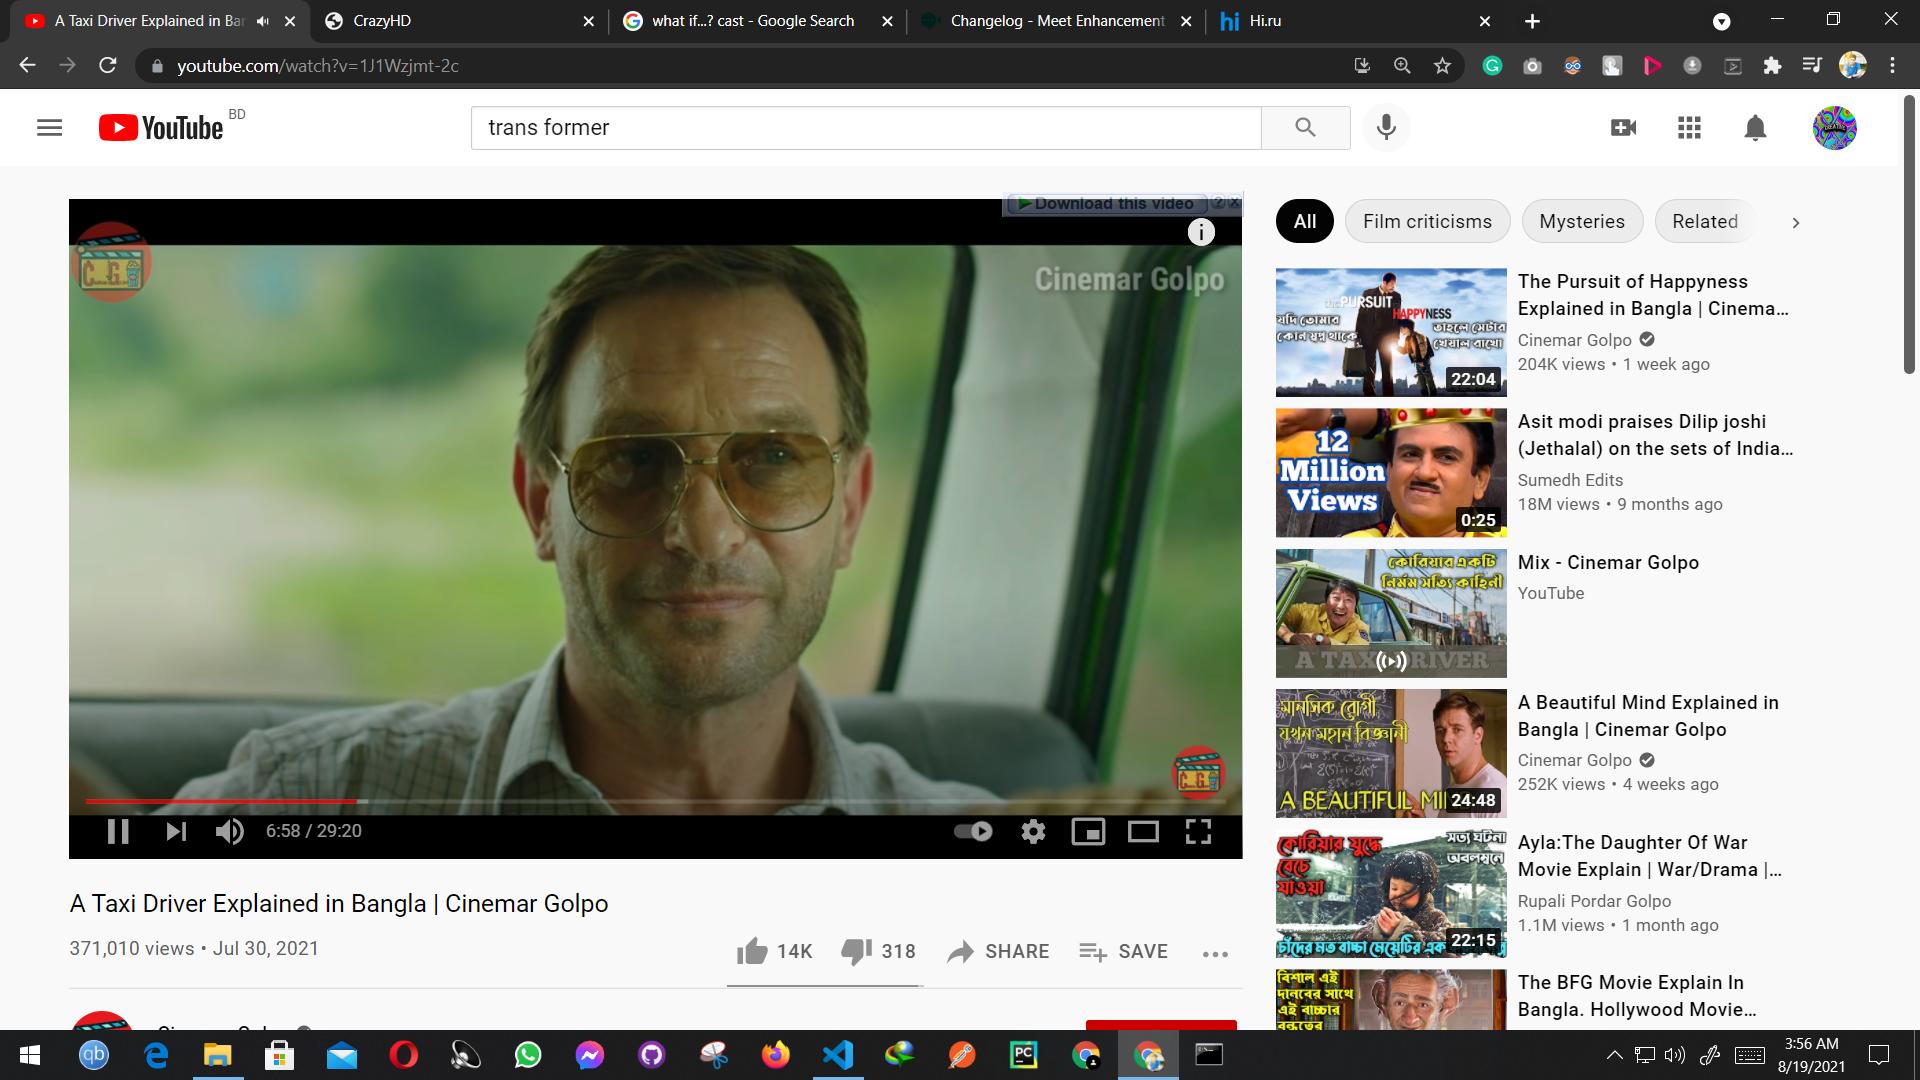 A Taxi Driver Explained in Ba
CrazyHD
what if...? cast - Google Search
Changelog - Meet Enhancement
hi Hi.ru
youtube.com/watch?v=1J1Wzjmt-2c
YouTube BD
trans former
Download this video
Cinemar Golpo
6:58 / 29:20
A Taxi Driver Explained in Bangla | Cinemar Golpo
371,010 views • Jul 30, 2021
14K 318 SHARE SAVE
All Film criticisms Mysteries Related
PURSUIT
HAPPYNESS
যদি তোমার
কোন স্বপ্ন থাকে
তাহলে সেটার
খেয়াল রাখো
22:04
The Pursuit of Happyness
Explained in Bangla | Cinema...
Cinemar Golpo
204K views • 1 week ago
12
Million
Views
0:25
Asit modi praises Dilip joshi
(Jethalal) on the sets of India...
Sumedh Edits
18M views • 9 months ago
কোরিয়ার একটি
নির্মম সত্যি কাহিনী
A TAXI DRIVER
Mix - Cinemar Golpo
YouTube
মানসিক রোগী
যখন মহান বিজ্ঞানী
A BEAUTIFUL MI
24:48
A Beautiful Mind Explained in
Bangla | Cinemar Golpo
Cinemar Golpo
252K views • 4 weeks ago
কোরিয়ার যুদ্ধে
বেচে
যাওয়া
সত্য ঘটনা
অবলম্বনে
চাঁদের মত বাচ্চা মেয়েটির এক
22:15
Ayla:The Daughter Of War
Movie Explain | War/Drama |...
Rupali Pordar Golpo
1.1M views • 1 month ago
বিশাল এই
দানবের সাথে
এই বাচ্চার
The BFG Movie Explain In
Bangla. Hollywood Movie...
qb
PC
3:56 AM
8/19/2021